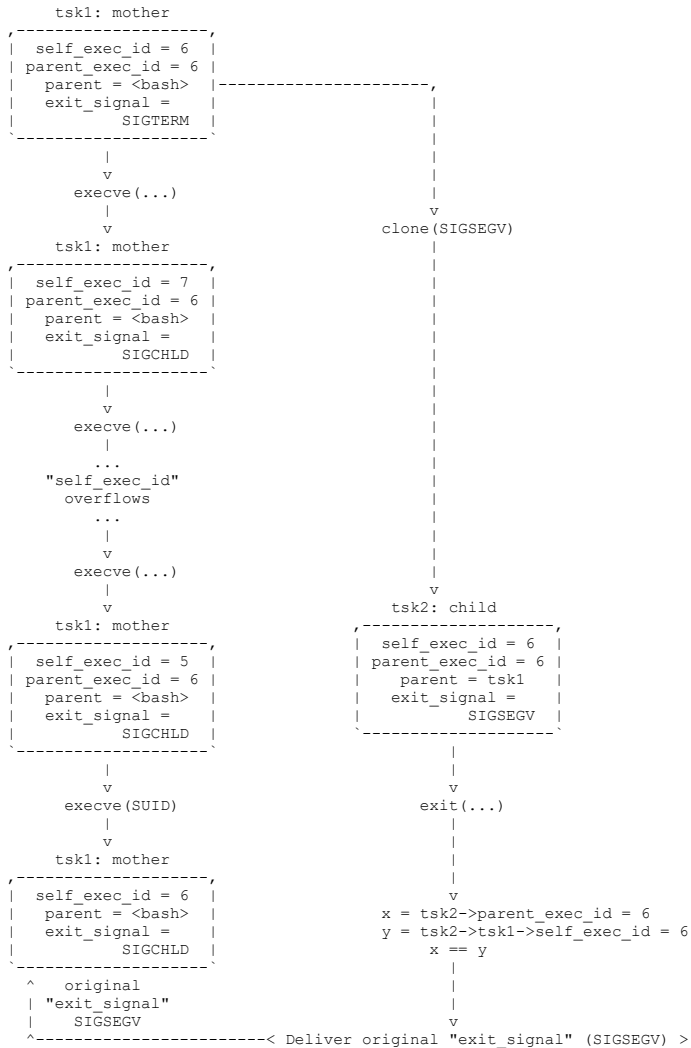 tsk1: mother
self_exec_id = 6
parent_exec_id = 6
parent = <bash>
exit_signal =
SIGTERM
execve(...)
clone(SIGSEGV)
tsk1: mother
self_exec_id = 7
parent_exec_id = 6
parent = <bash>
exit_signal =
SIGCHLD
execve(...)
...
"self_exec_id"
overflows
...
execve(...)
tsk1: mother
self_exec_id = 5
parent_exec_id = 6
parent = <bash>
exit_signal =
SIGCHLD
tsk2: child
self_exec_id = 6
parent_exec_id = 6
parent = tsk1
exit_signal =
SIGSEGV
execve(SUID)
exit(...)
tsk1: mother
self_exec_id = 6
parent = <bash>
exit_signal =
SIGCHLD
x = tsk2->parent_exec_id = 6
y = tsk2->tsk1->self_exec_id = 6
x == y
original
"exit_signal"
SIGSEGV
< Deliver original "exit_signal" (SIGSEGV) >